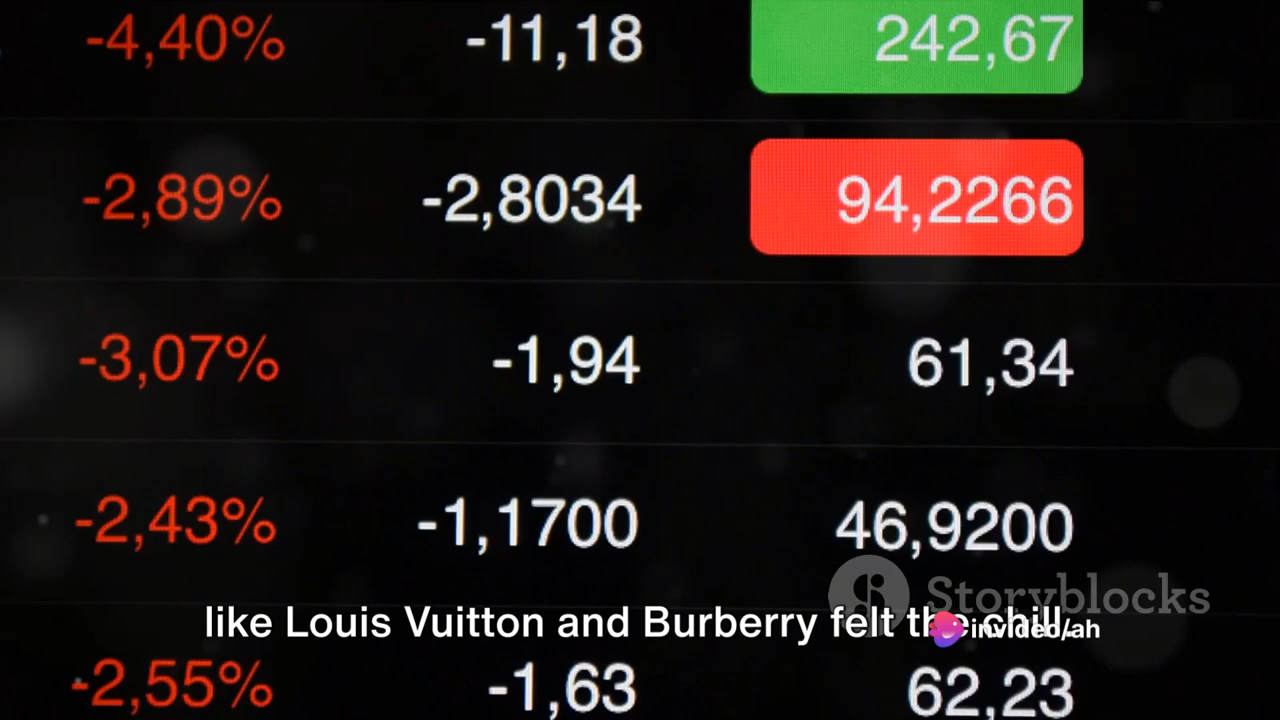 -4,40% -11,18 242,67
-2,89% -2,8034 94,2266
-3,07% -1,94 61,34
-2,43% -1,1700 46,9200
Storyblocks
like Louis Vuitton and Burberry felt the chill.
invideo/ah
-2,55% -1,63 62,23